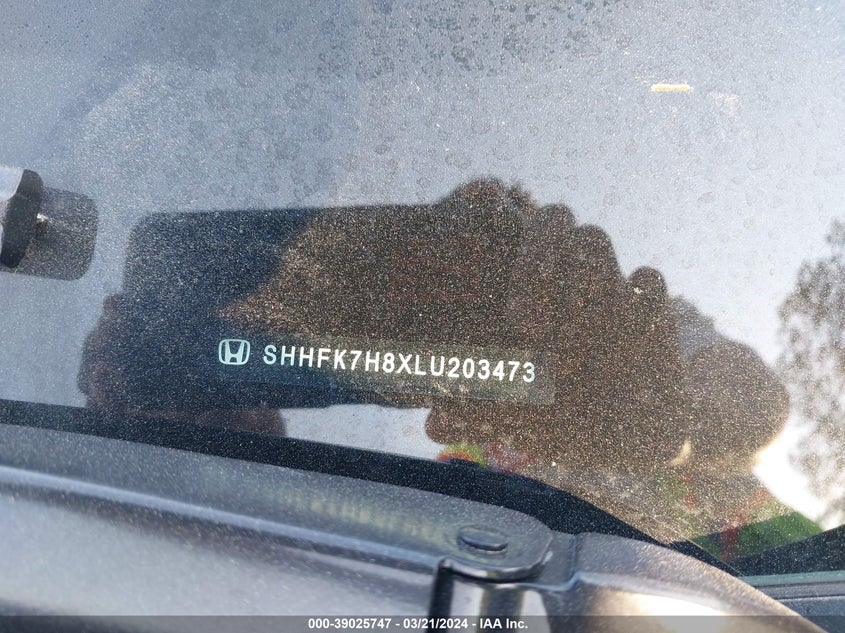 SHHFK7H8XLU203473
000-39025747 - 03/21/2024 - IAA Inc.